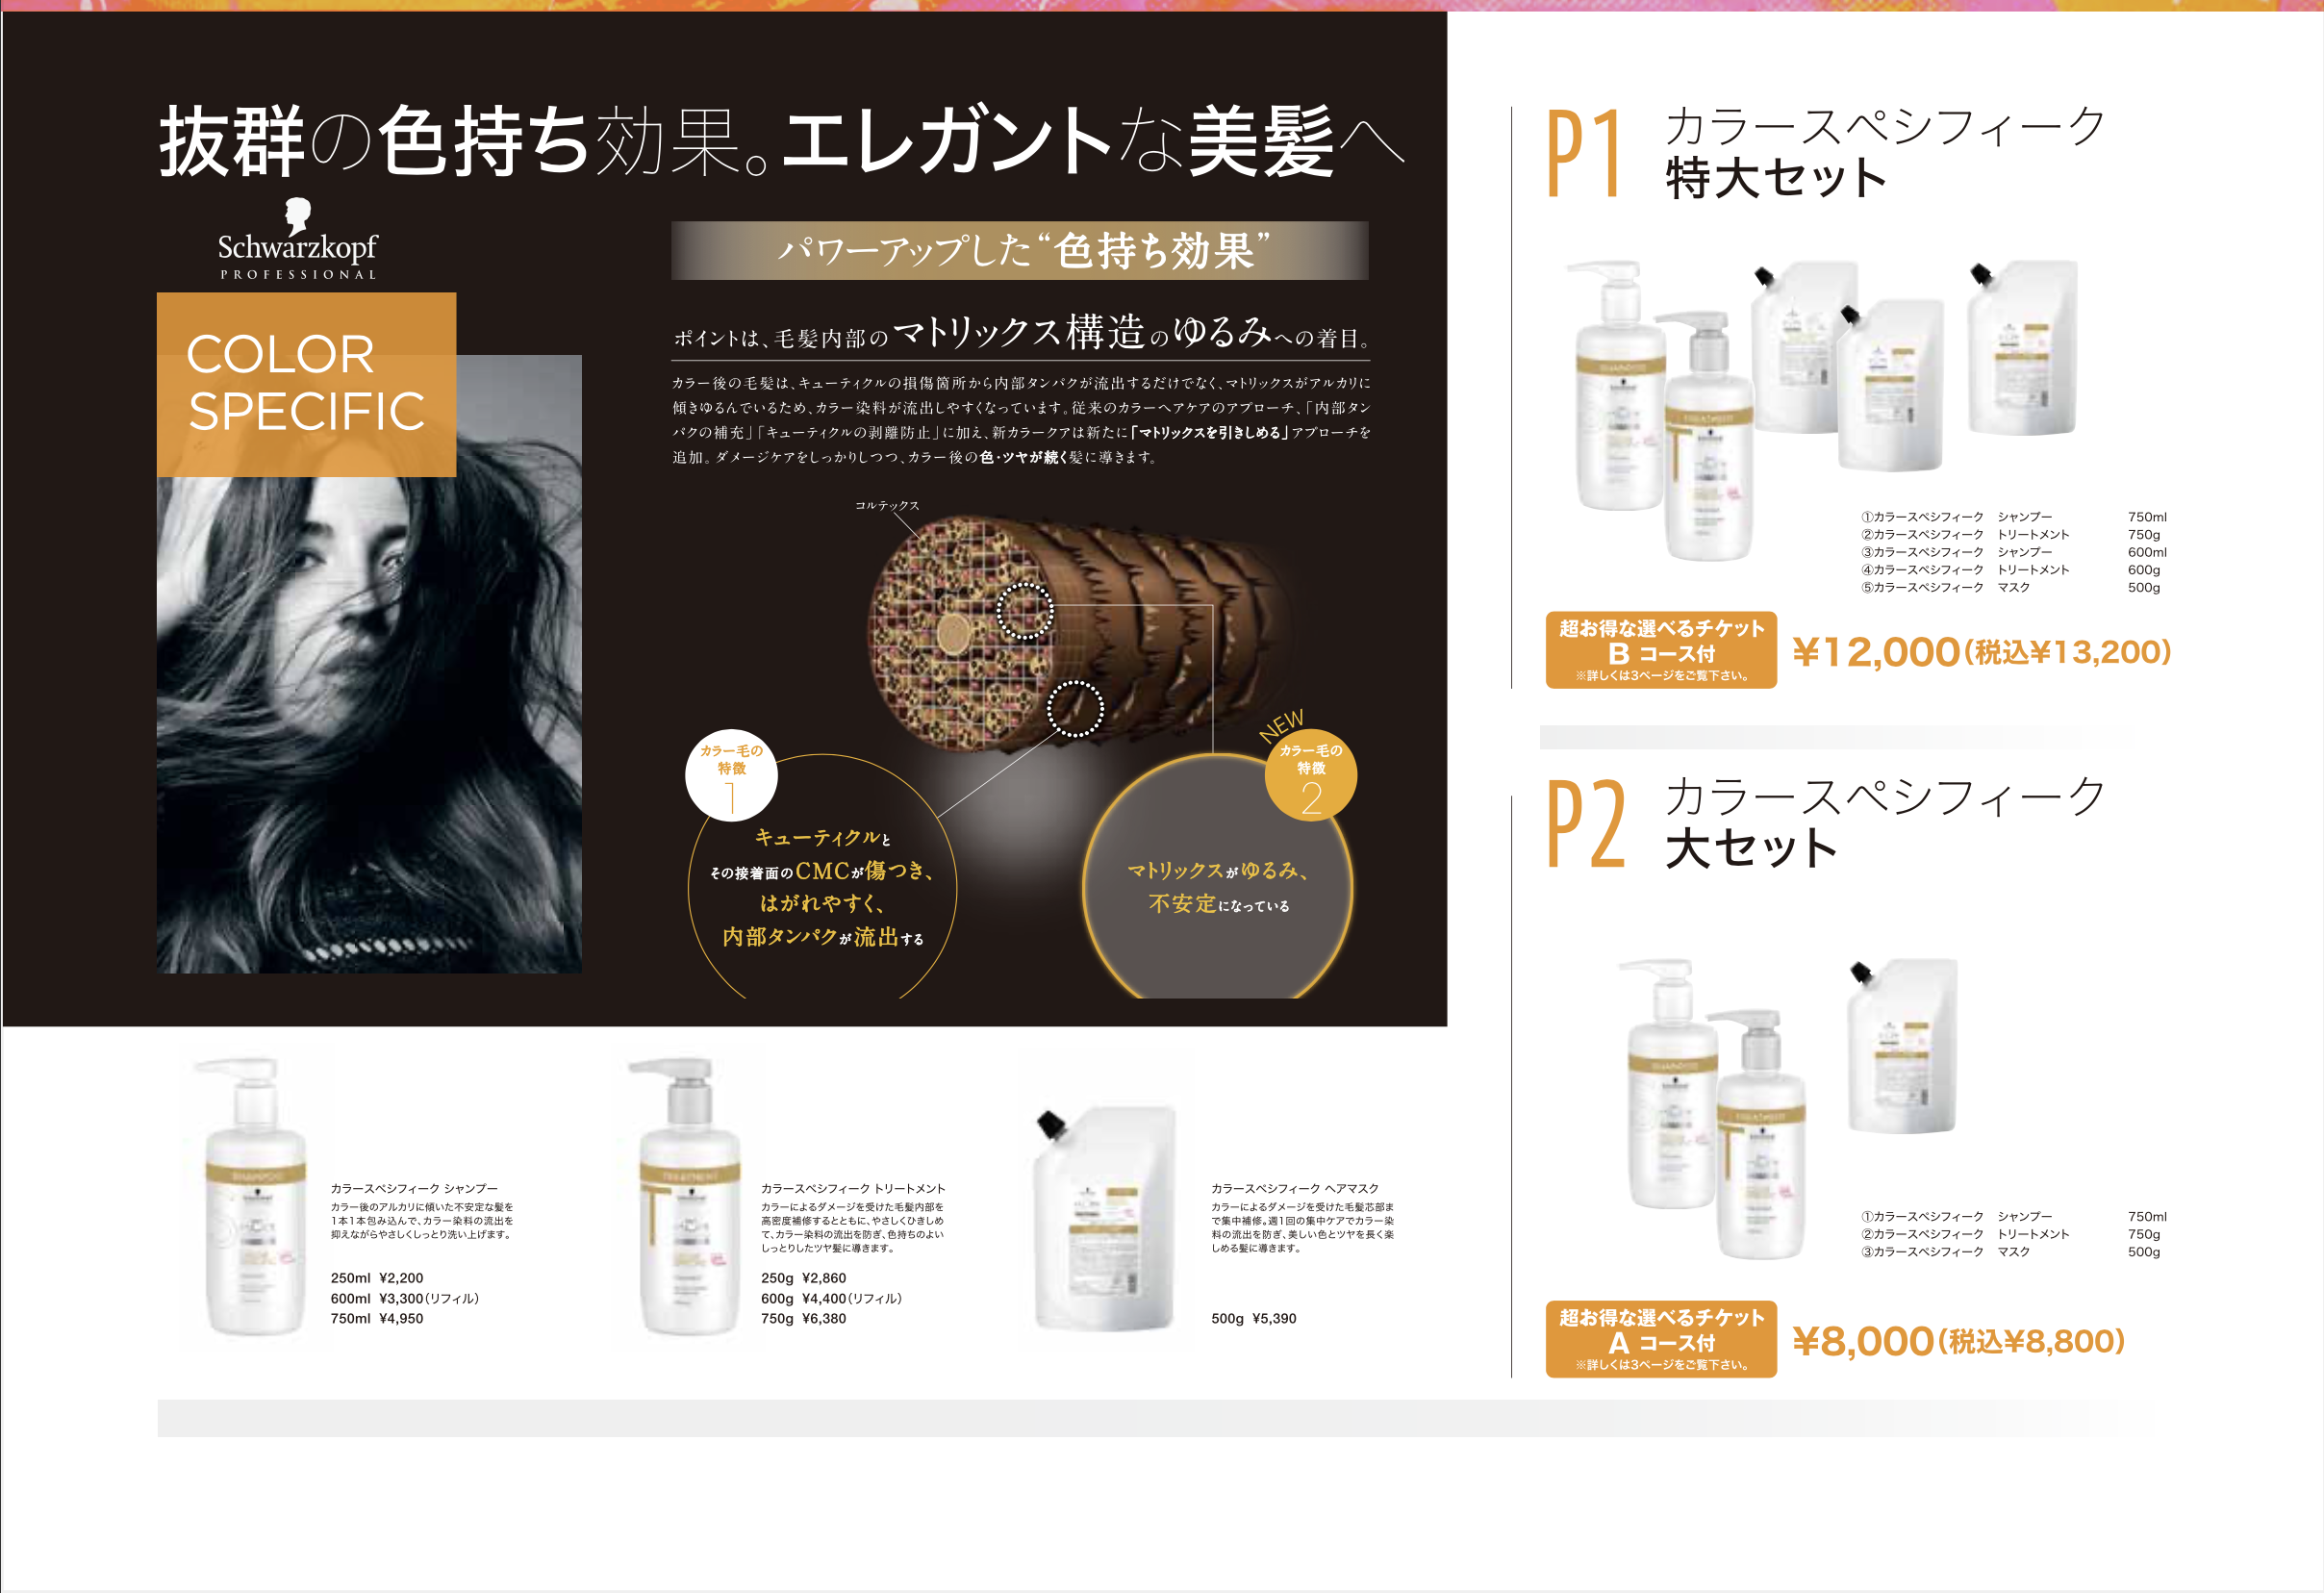 抜群の色持ち効果。エレガントな美髪へ
Schwarzkopf
PROFESSIONAL
COLOR
SPECIFIC
パワーアップした“色持ち効果”
ポイントは、毛髪内部のマトリックス構造のゆるみへの着目。
カラー後の毛髪は、キューティクルの損傷箇所から内部タンパクが流出するだけでなく、マトリックスがアルカリに
傾きゆるんでいるため、カラー染料が流出しやすくなっています。従来のカラーヘアケアのアプローチ、「内部タン
パクの補充」「キューティクルの剥離防止」に加え、新カラークアは新たに「マトリックスを引きしめる」アプローチを
追加。ダメージケアをしっかりしつつ、カラー後の色・ツヤが続く髪に導きます。
コルテックス
カラー毛の
特徴
1
キューティクルと
その接着面のCMCが傷つき、
はがれやすく、
内部タンパクが流出する
NEW
カラー毛の
特徴
2
マトリックスがゆるみ、
不安定になっている
カラースペシフィーク シャンプー
カラー後のアルカリに傾いた不安定な髪を
1本1本包み込んで、カラー染料の流出を
抑えながらやさしくしっとり洗い上げます。
250ml ¥2,200
600ml ¥3,300(リフィル)
750ml ¥4,950
カラースペシフィーク トリートメント
カラーによるダメージを受けた毛髪内部を
高密度補修するとともに、やさしくひきしめ
て、カラー染料の流出を防ぎ、色持ちのよい
しっとりしたツヤ髪に導きます。
250g ¥2,860
600g ¥4,400(リフィル)
750g ¥6,380
カラースペシフィーク ヘアマスク
カラーによるダメージを受けた毛髪芯部ま
で集中補修。週1回の集中ケアでカラー染
料の流出を防ぎ、美しい色とツヤを長く楽
しめる髪に導きます。
500g ¥5,390
P1 カラースペシフィーク
特大セット
①カラースペシフィーク シャンプー 750ml
②カラースペシフィーク トリートメント 750g
③カラースペシフィーク シャンプー 600ml
④カラースペシフィーク トリートメント 600g
⑤カラースペシフィーク マスク 500g
超お得な選べるチケット
B コース付
※詳しくは3ページをご覧下さい。
¥12,000(税込¥13,200)
P2 カラースペシフィーク
大セット
①カラースペシフィーク シャンプー 750ml
②カラースペシフィーク トリートメント 750g
③カラースペシフィーク マスク 500g
超お得な選べるチケット
A コース付
※詳しくは3ページをご覧下さい。
¥8,000(税込¥8,800)